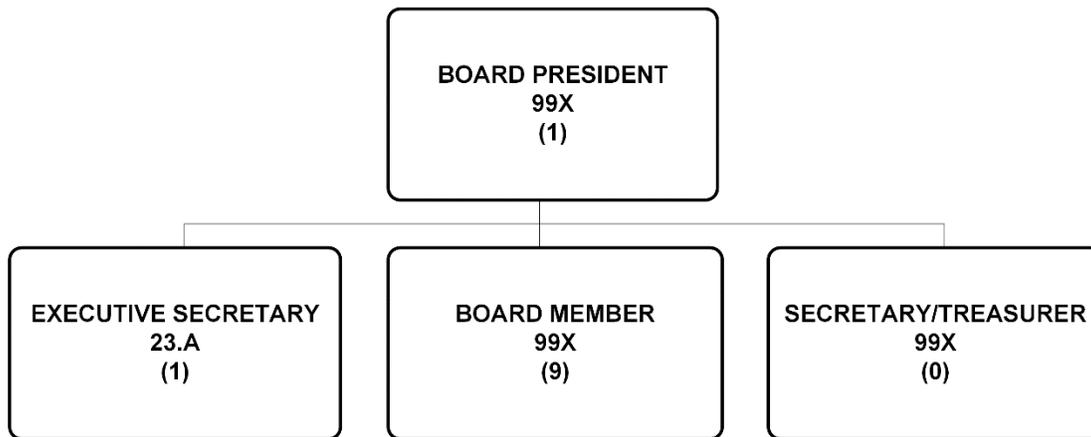 BOARD PRESIDENT
99X
(1)
EXECUTIVE SECRETARY
23.A
(1)
BOARD MEMBER
99X
(9)
SECRETARY/TREASURER
99X
(0)